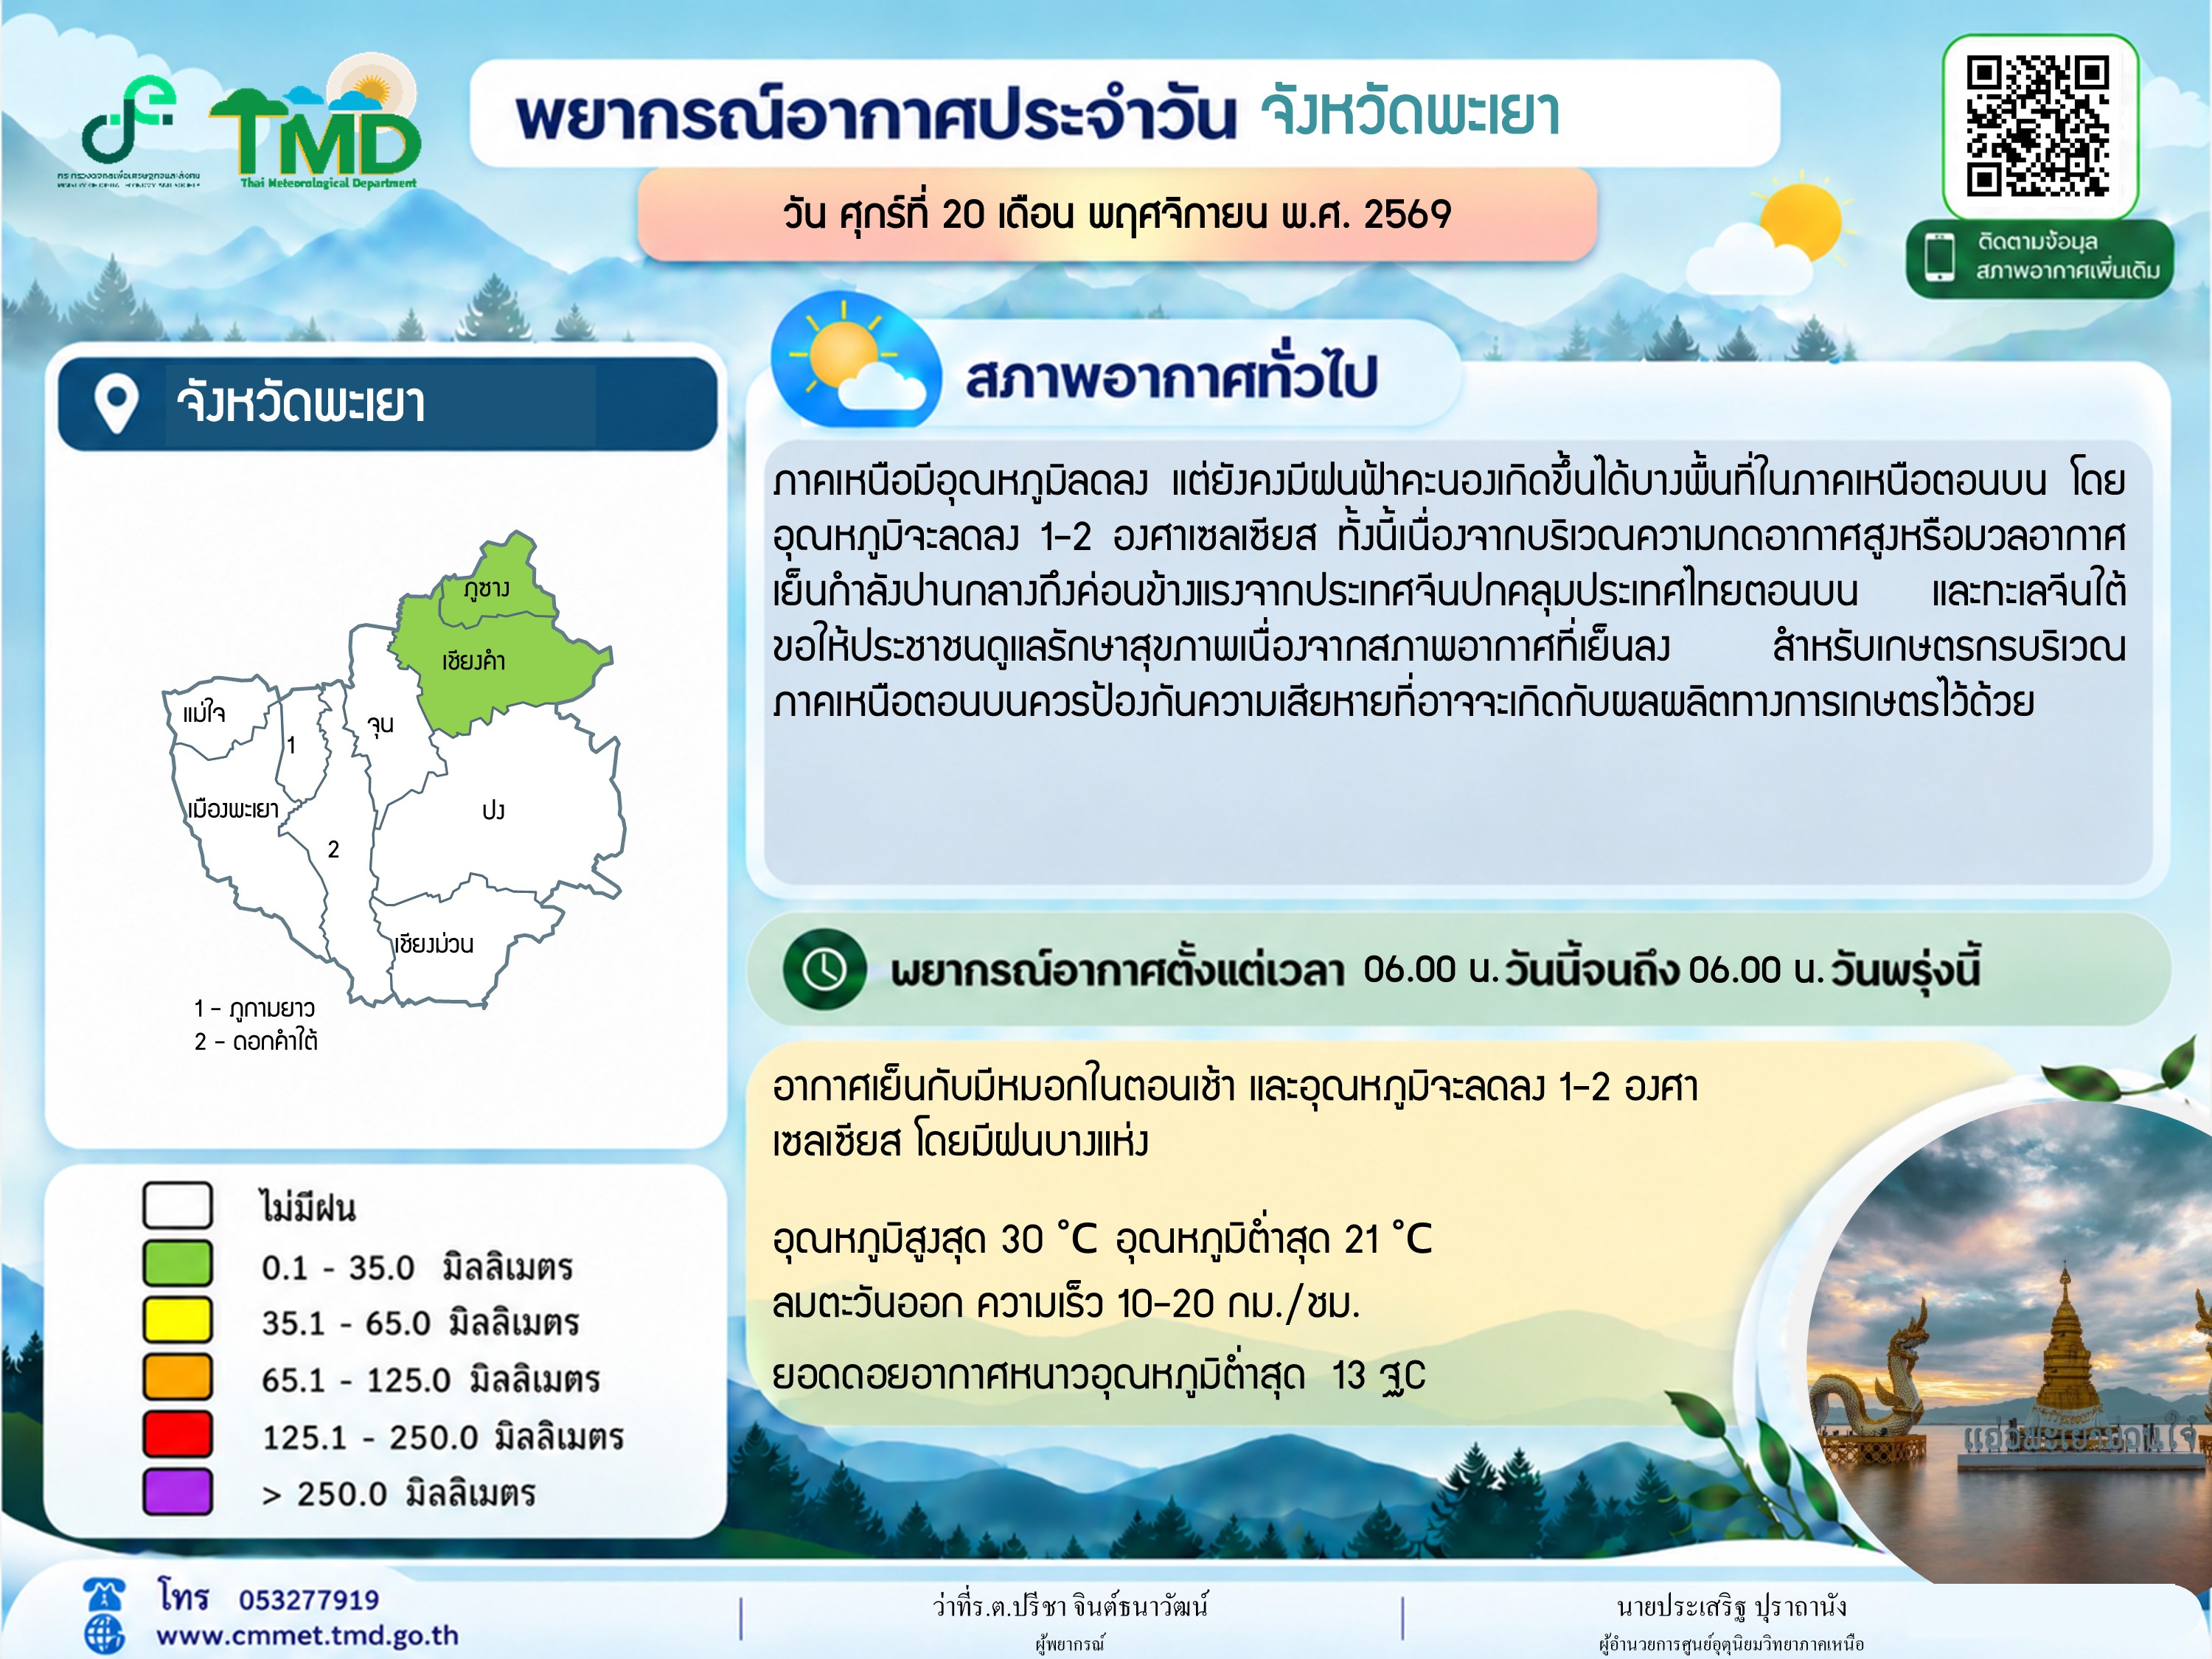 TMD
Thai Meteorological Department
พยากรณ์อากาศประจำวัน จังหวัดพะเยา
วัน ศุกร์ที่ 20 เดือน พฤศจิกายน พ.ศ. 2569
ติดตามข้อมูล
สภาพอากาศเพิ่มเติม
จังหวัดพะเยา
ภูซาง
เชียงคำ
แม่ใจ
1
จุน
เมืองพะเยา
ปง
2
เชียงม่วน
1 - ภูกามยาว
2 - ดอกคำใต้
ไม่มีฝน
0.1 - 35.0 มิลลิเมตร
35.1 - 65.0 มิลลิเมตร
65.1 - 125.0 มิลลิเมตร
125.1 - 250.0 มิลลิเมตร
> 250.0 มิลลิเมตร
สภาพอากาศทั่วไป
ภาคเหนือมีอุณหภูมิลดลง แต่ยังคงมีฝนฟ้าคะนองเกิดขึ้นได้บางพื้นที่ในภาคเหนือตอนบน โดย
อุณหภูมิจะลดลง 1-2 องศาเซลเซียส ทั้งนี้เนื่องจากบริเวณความกดอากาศสูงหรือมวลอากาศ
เย็นกำลังปานกลางถึงค่อนข้างแรงจากประเทศจีนปกคลุมประเทศไทยตอนบน และทะเลจีนใต้
ขอให้ประชาชนดูแลรักษาสุขภาพเนื่องจากสภาพอากาศที่เย็นลง สำหรับเกษตรกรบริเวณ
ภาคเหนือตอนบนควรป้องกันความเสียหายที่อาจจะเกิดกับผลผลิตทางการเกษตรไว้ด้วย
พยากรณ์อากาศตั้งแต่เวลา 06.00 น. วันนี้จนถึง 06.00 น. วันพรุ่งนี้
อากาศเย็นกับมีหมอกในตอนเช้า และอุณหภูมิจะลดลง 1-2 องศา
เซลเซียส โดยมีฝนบางแห่ง
อุณหภูมิสูงสุด 30 °C อุณหภูมิต่ำสุด 21 °C
ลมตะวันออก ความเร็ว 10-20 กม./ชม.
ยอดดอยอากาศหนาวอุณหภูมิต่ำสุด 13 ฐC
โทร 053277919
www.cmmet.tmd.go.th
ว่าที่ร.ต.ปรีชา จินต์ธนาวัฒน์
ผู้พยากรณ์
นายประเสริฐ ปุราถานัง
ผู้อำนวยการศูนย์อุตุนิยมวิทยาภาคเหนือ